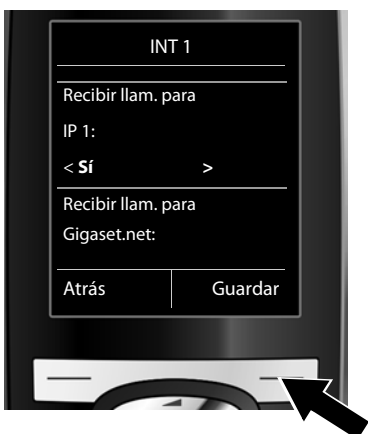 INT 1
Recibir llam. para
IP 1:
< Sí >
Recibir llam. para
Gigaset.net:
Atrás Guardar